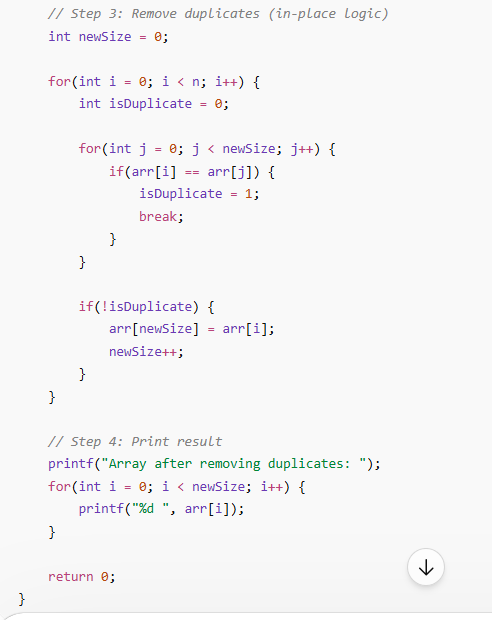 // Step 3: Remove duplicates (in-place logic)
int newSize = 0;
for(int i = 0; i < n; i++) {
int isDuplicate = 0;
for(int j = 0; j < newSize; j++) {
if(arr[i] == arr[j]) {
isDuplicate = 1;
break;
}
}
if(!isDuplicate) {
arr[newSize] = arr[i];
newSize++;
}
}
// Step 4: Print result
printf("Array after removing duplicates: ");
for(int i = 0; i < newSize; i++) {
printf("%d ", arr[i]);
}
return 0;
}